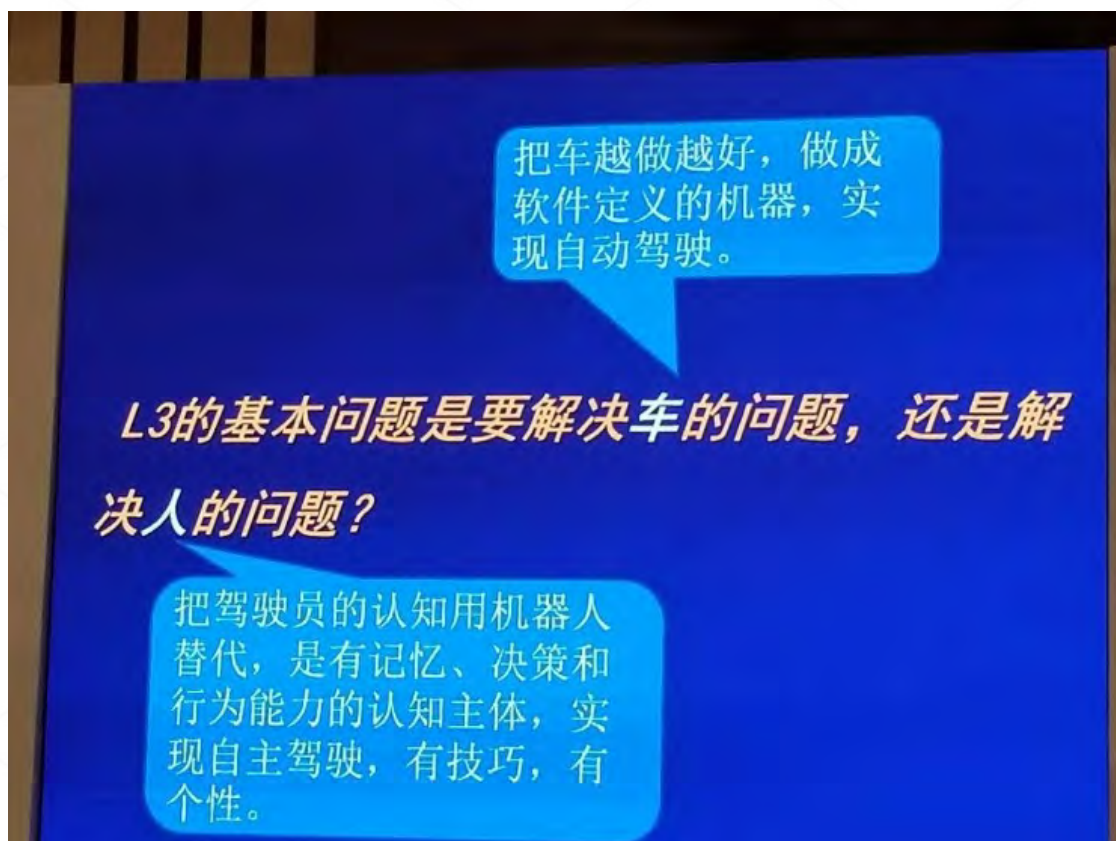 把车越做越好，做成
软件定义的机器，实
现自动驾驶。
L3的基本问题是要解决车的问题，还是解
决人的问题？
把驾驶员的认知用机器人
替代，是有记忆、决策和
行为能力的认知主体，实
现自主驾驶，有技巧，有
个性。